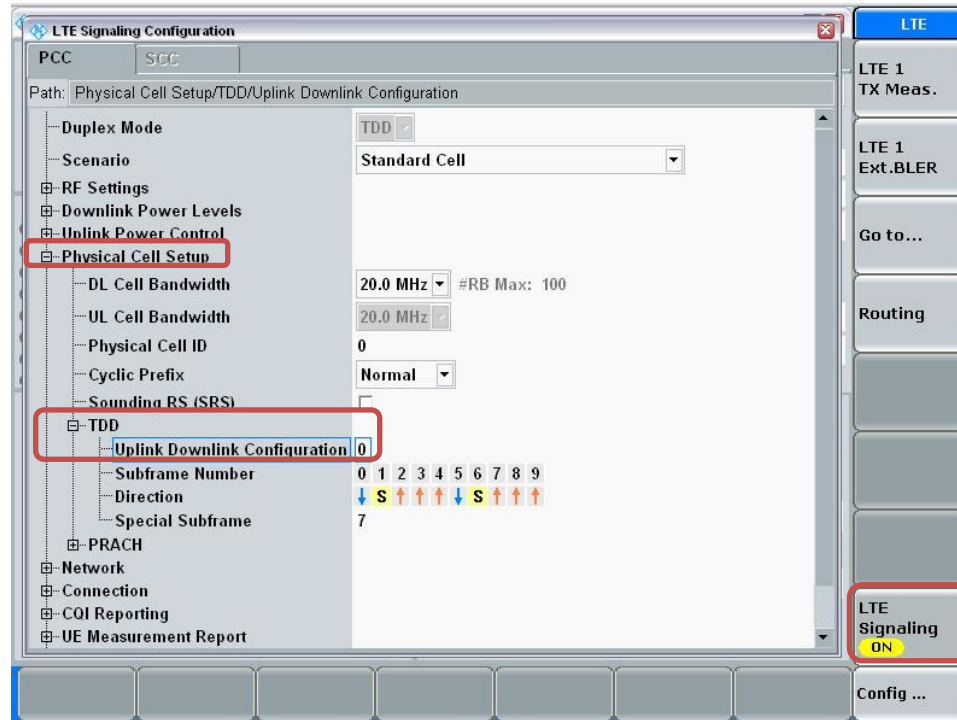 LTE Signaling Configuration
LTE
PCC SCC
Path: Physical Cell Setup/TDD/Uplink Downlink Configuration
Duplex Mode TDD
Scenario Standard Cell
RF Settings
Downlink Power Levels
Uplink Power Control
Physical Cell Setup
DL Cell Bandwidth 20.0 MHz #RB Max: 100
UL Cell Bandwidth 20.0 MHz
Physical Cell ID 0
Cyclic Prefix Normal
Sounding RS (SRS)
TDD
Uplink Downlink Configuration 0
Subframe Number 0 1 2 3 4 5 6 7 8 9
Direction ↓ S ↑ ↑ ↑ ↓ S ↑ ↑ ↑
Special Subframe 7
PRACH
Network
Connection
CQI Reporting
UE Measurement Report
LTE 1
TX Meas.
LTE 1
Ext.BLER
Go to...
Routing
LTE
Signaling
ON
Config ...